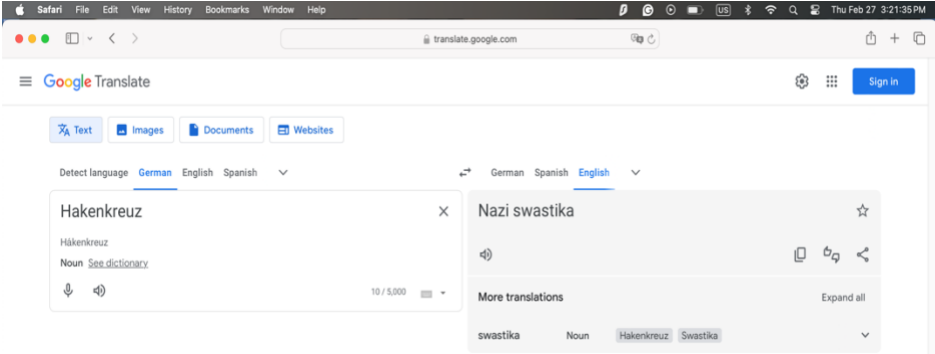 Safari File Edit View History Bookmarks Window Help US Thu Feb 27 3:21:35 PM
translate.google.com
Google Translate Sign in
Text Images Documents Websites
Detect language German English Spanish German Spanish English
Hakenkreuz Nazi swastika
Hākenkreuz
Noun See dictionary
10 / 5,000
More translations Expand all
swastika Noun Hakenkreuz Swastika